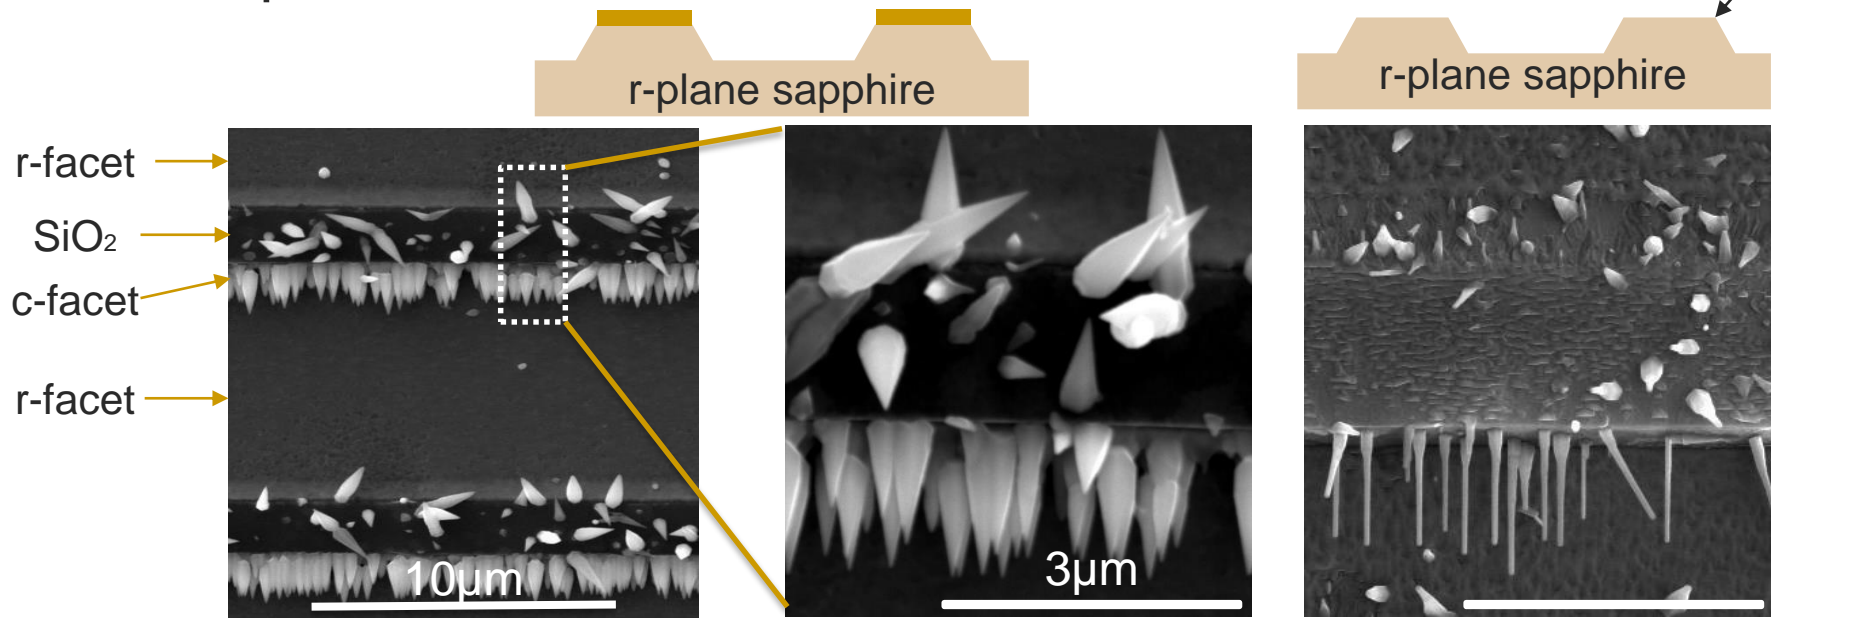 r-plane sapphire
r-plane sapphire
r-facet
SiO₂
c-facet
r-facet
10µm
3µm